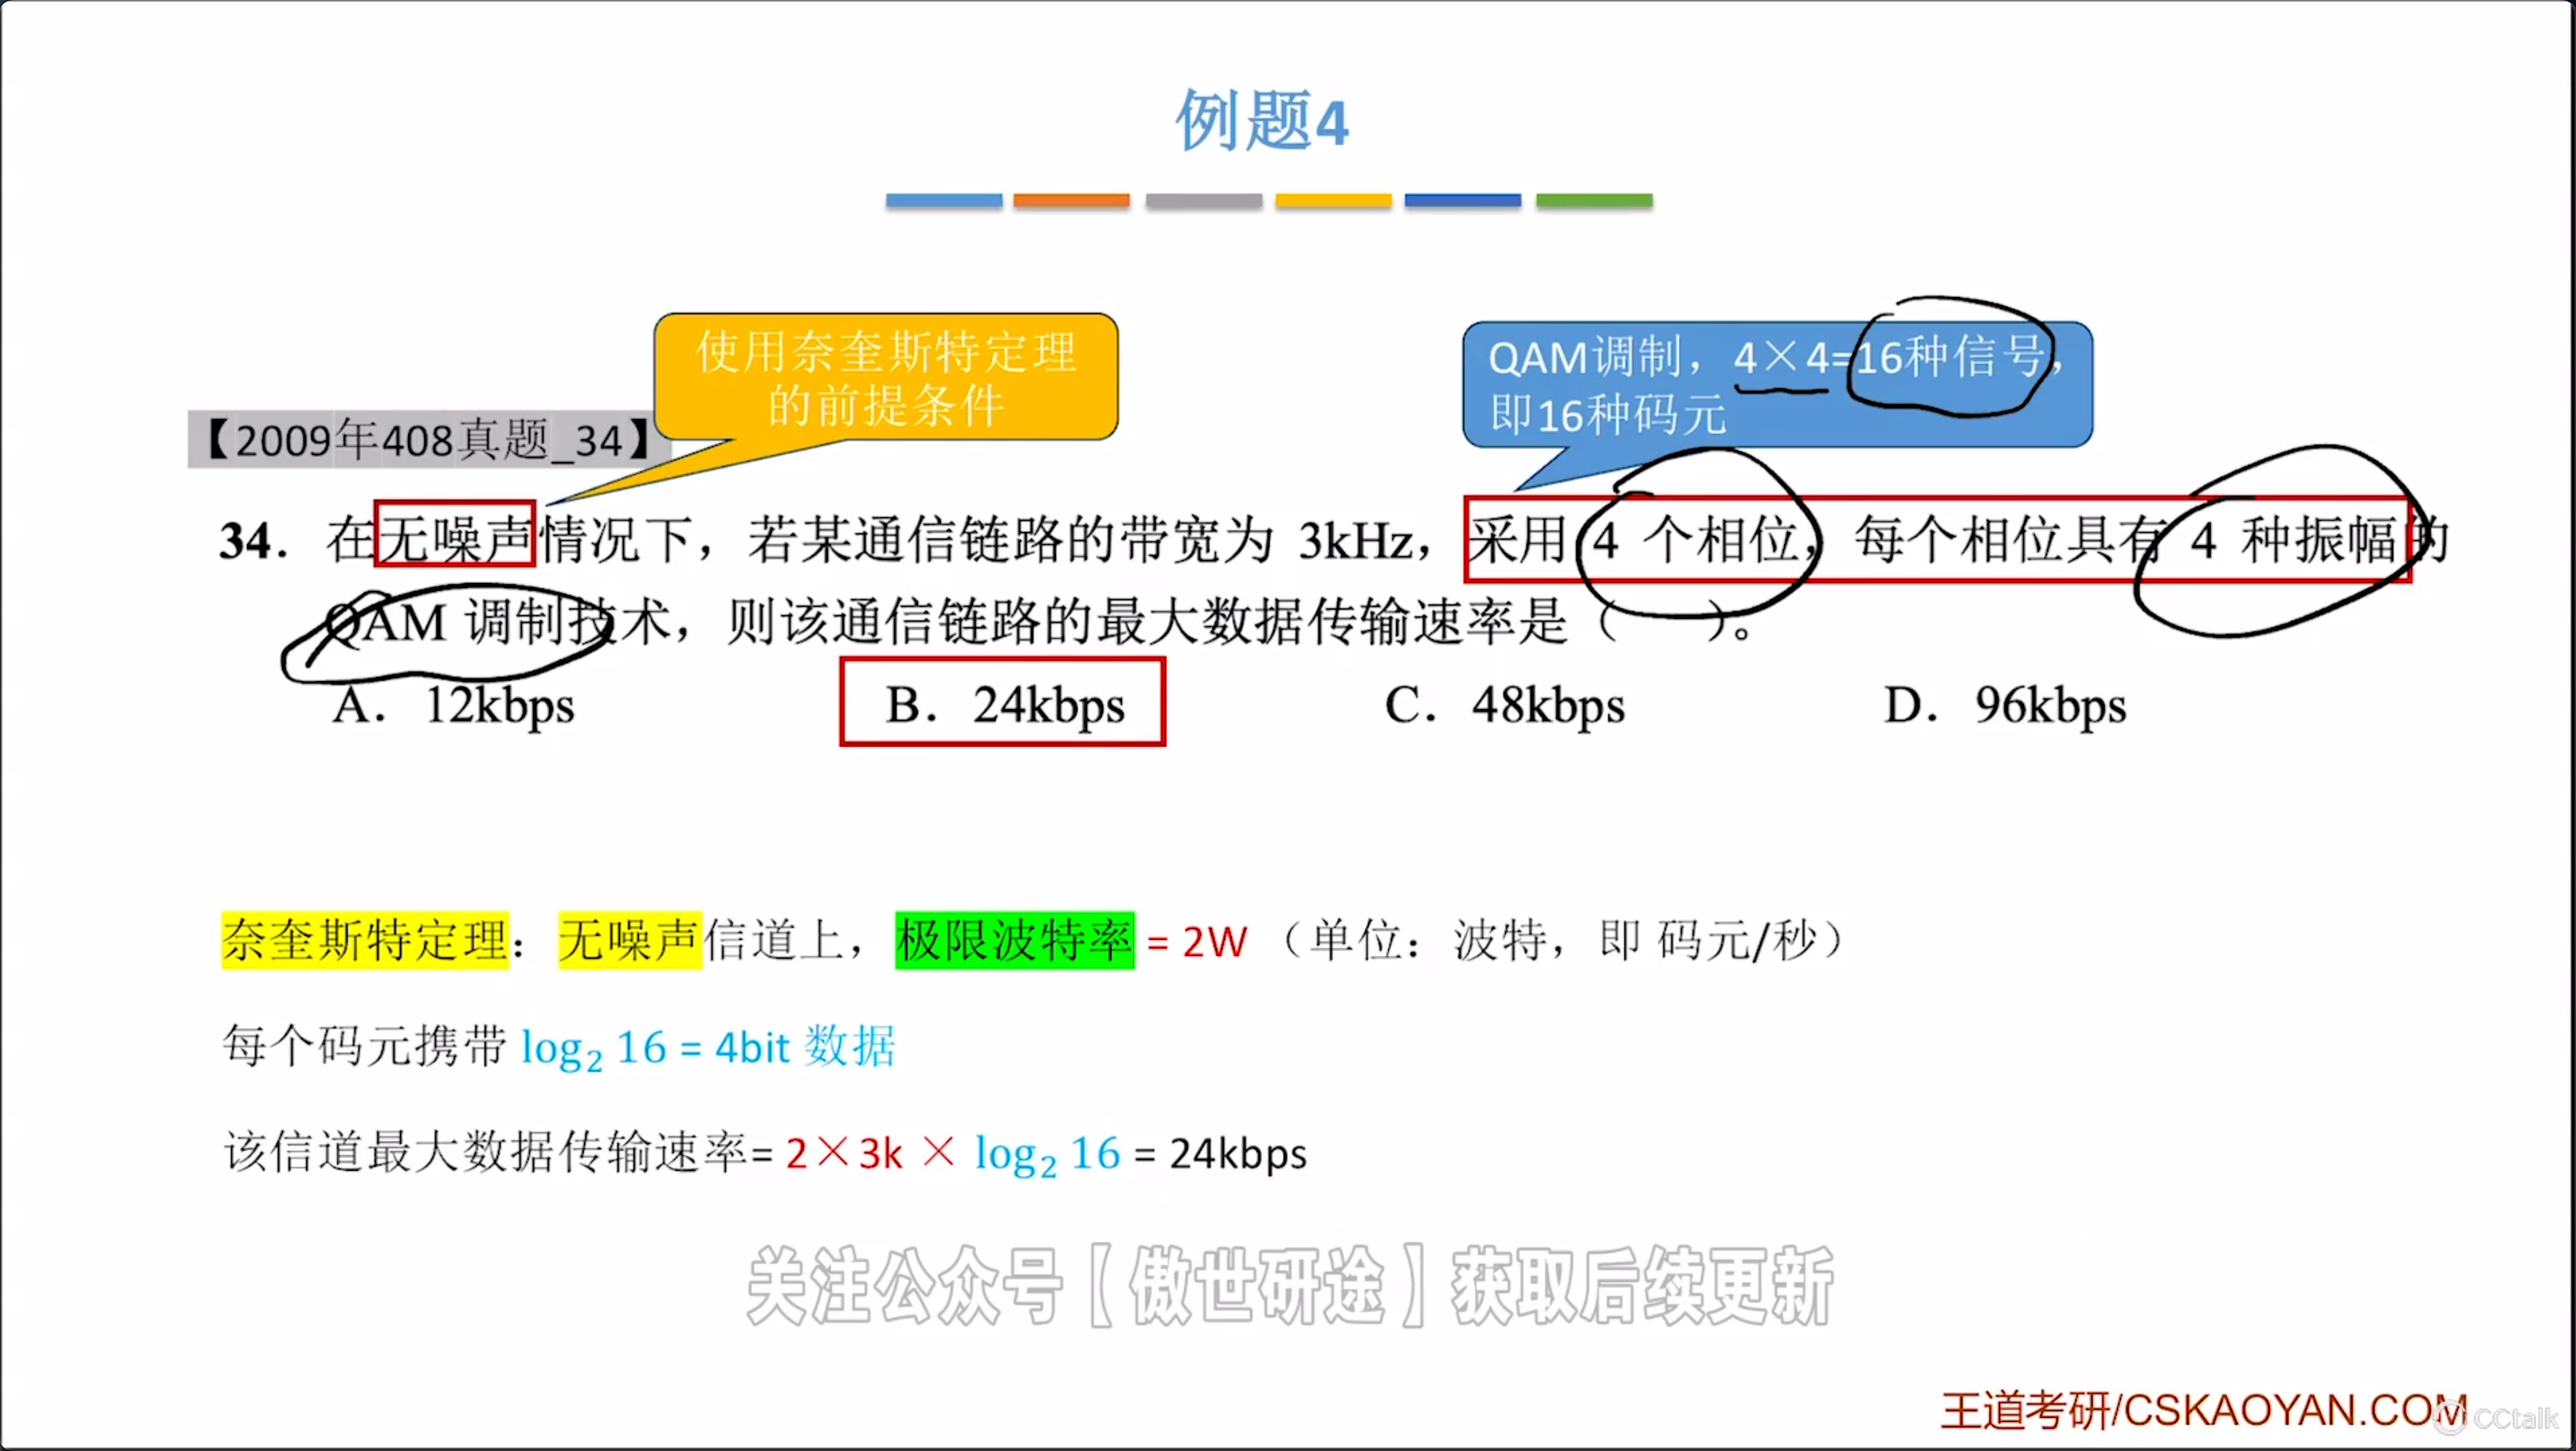 例题4
使用奈奎斯特定理
的前提条件
QAM调制，4×4=16种信号，
即16种码元
【2009年408真题_34】
34. 在无噪声情况下，若某通信链路的带宽为 3kHz，采用 4 个相位，每个相位具有 4 种振幅的
QAM 调制技术，则该通信链路的最大数据传输速率是（　　）。
A. 12kbps B. 24kbps C. 48kbps D. 96kbps
奈奎斯特定理：无噪声信道上，极限波特率 = 2W（单位：波特，即 码元/秒）
每个码元携带 log₂ 16 = 4bit 数据
该信道最大数据传输速率= 2×3k × log₂ 16 = 24kbps
关注公众号【傲世研途】获取后续更新
王道考研/CSKAOYAN.COM
CCtalk